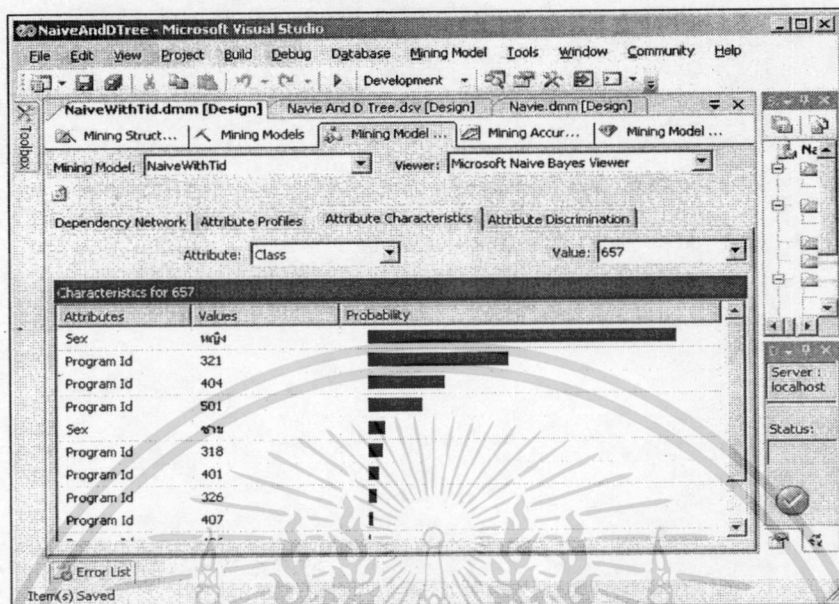 NaiveAndDTree - Microsoft Visual Studio
File Edit View Project Build Debug Database Mining Model Tools Window Community Help
Development
Toolbox
NaiveWithTid.dmm [Design] Navie And D Tree.dsv [Design] Navie.dmm [Design]
Mining Struct... Mining Models Mining Model ... Mining Accur... Mining Model ...
Mining Model: NaiveWithTid Viewer: Microsoft Naive Bayes Viewer
Dependency Network Attribute Profiles Attribute Characteristics Attribute Discrimination
Attribute: Class Value: 657
Characteristics for 657
Attributes Values Probability
Sex หญิง
Program Id 321
Program Id 404
Program Id 501
Sex ชาย
Program Id 318
Program Id 401
Program Id 326
Program Id 407
Server :
localhost
Status:
Error List
Item(s) Saved